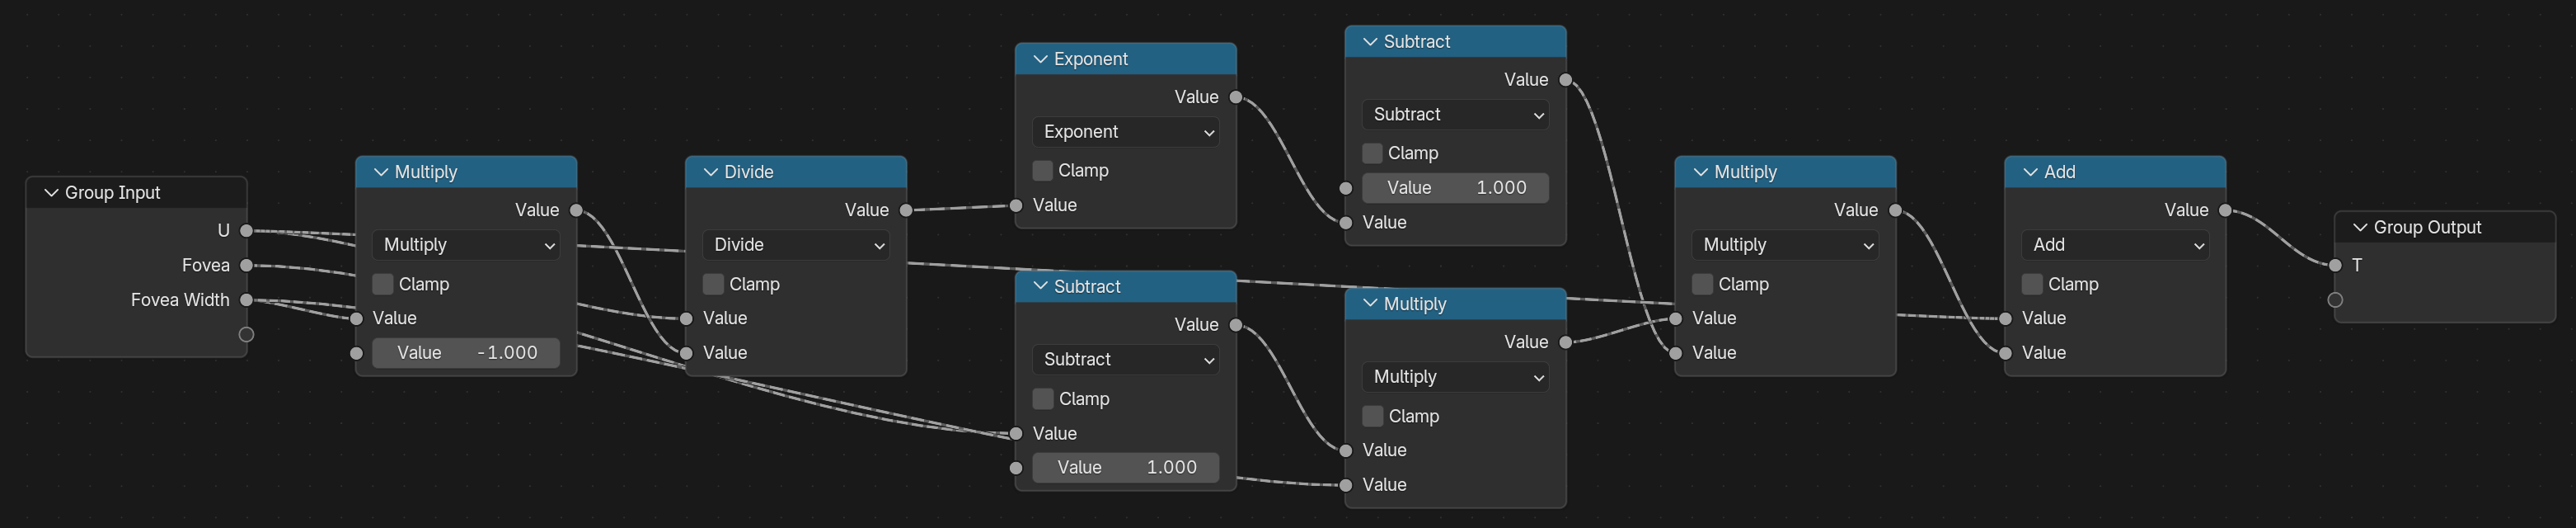 Group Input
U
Fovea
Fovea Width
Multiply
Value
Multiply
Clamp
Value
Value -1.000
Divide
Value
Divide
Clamp
Value
Value
Exponent
Value
Exponent
Clamp
Value
Subtract
Value
Subtract
Clamp
Value
Value 1.000
Subtract
Value
Subtract
Clamp
Value 1.000
Value
Multiply
Value
Multiply
Clamp
Value
Value
Multiply
Value
Multiply
Clamp
Value
Value
Add
Value
Add
Clamp
Value
Value
Group Output
T